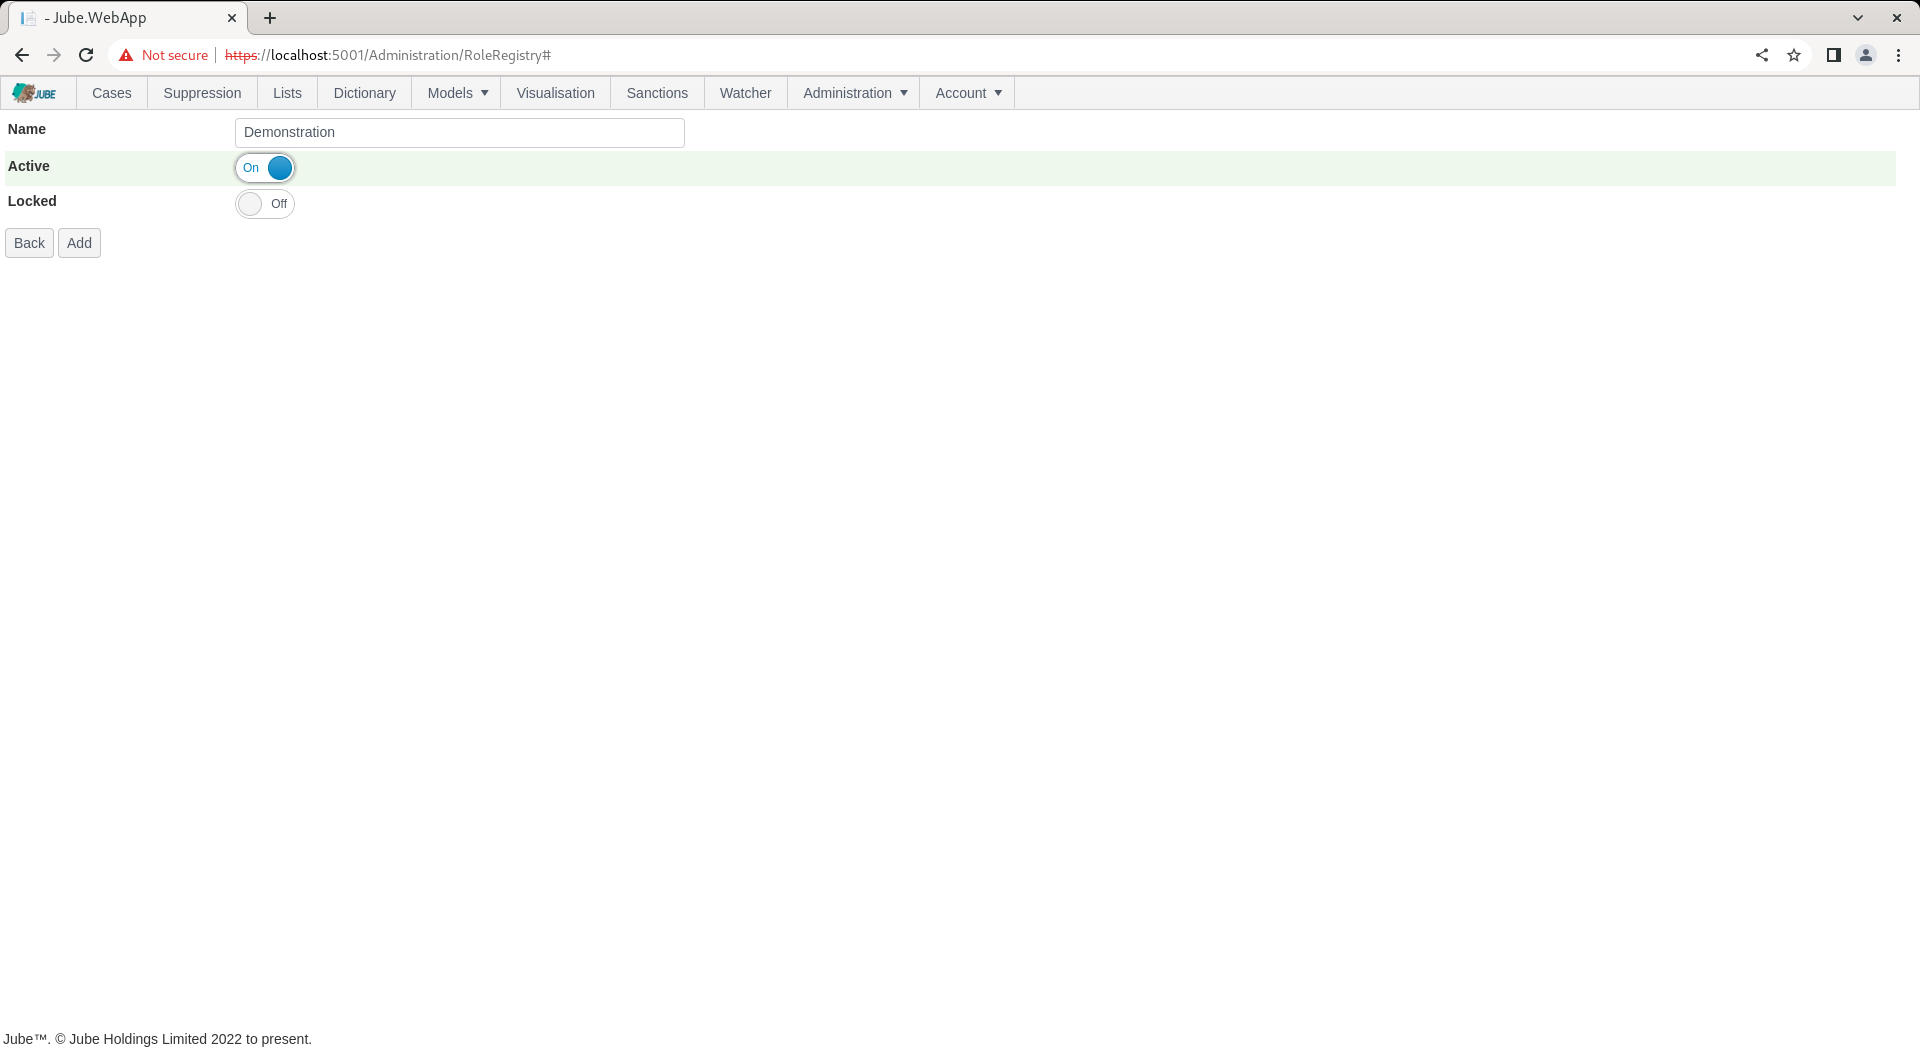 - Jube.WebApp
Not secure https://localhost:5001/Administration/RoleRegistry#
JUBE Cases Suppression Lists Dictionary Models Visualisation Sanctions Watcher Administration Account
Name Demonstration
Active On
Locked Off
Back Add
Jube™. © Jube Holdings Limited 2022 to present.